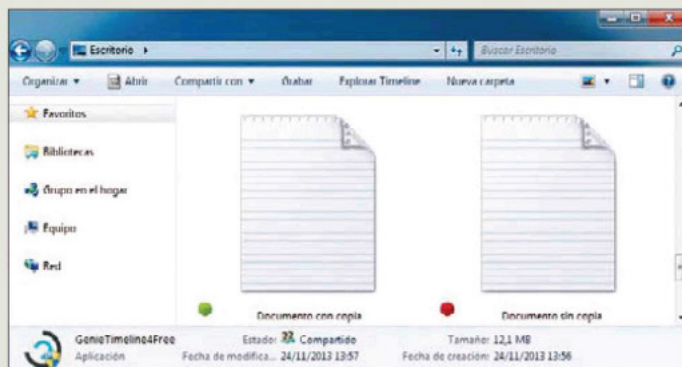 Escritorio
Buscar Escritorio
Organizar Abrir Compartir con Grabar Explorar Timeline Nueva carpeta
Favoritos
Bibliotecas
Grupo en el hogar
Equipo
Red
Documento con copia Documento sin copia
GenieTimeline4Free Estado: Compartido Tamaño: 12,1 MB
Aplicación Fecha de modifica... 24/11/2013 13:57 Fecha de creación: 24/11/2013 13:56